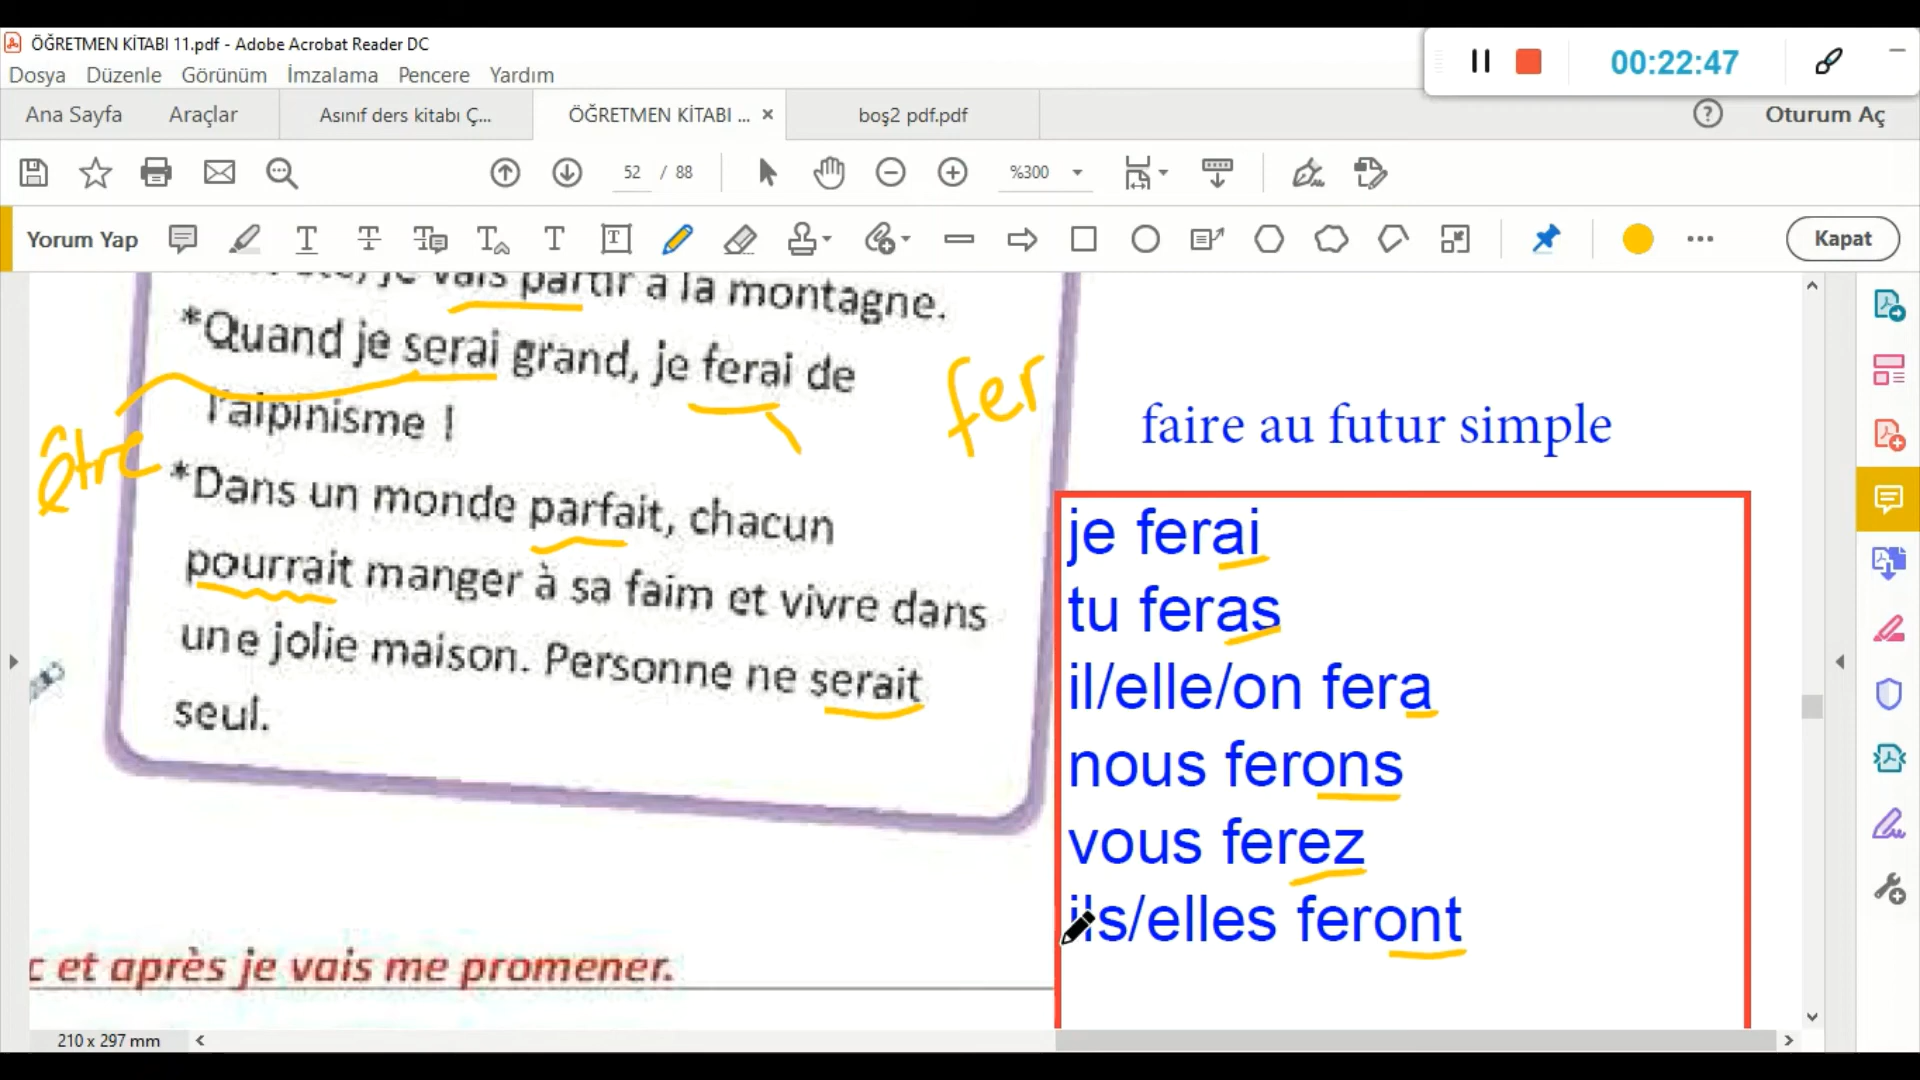 ÖĞRETMEN KİTABI 11.pdf - Adobe Acrobat Reader DC
00:22:47
Dosya Düzenle Görünüm İmzalama Pencere Yardım
Ana Sayfa Araçlar Asınıf ders kitabı Ç... ÖĞRETMEN KİTABI ... × boş2 pdf.pdf Oturum Aç
52 / 88 %300
Yorum Yap Kapat
je vais partir à la montagne.
*Quand je serai grand, je ferai de
l'alpinisme !
fer
être
*Dans un monde parfait, chacun
pourrait manger à sa faim et vivre dans
une jolie maison. Personne ne serait
seul.
faire au futur simple
je ferai
tu feras
il/elle/on fera
nous ferons
vous ferez
ils/elles feront
c et après je vais me promener.
210 x 297 mm